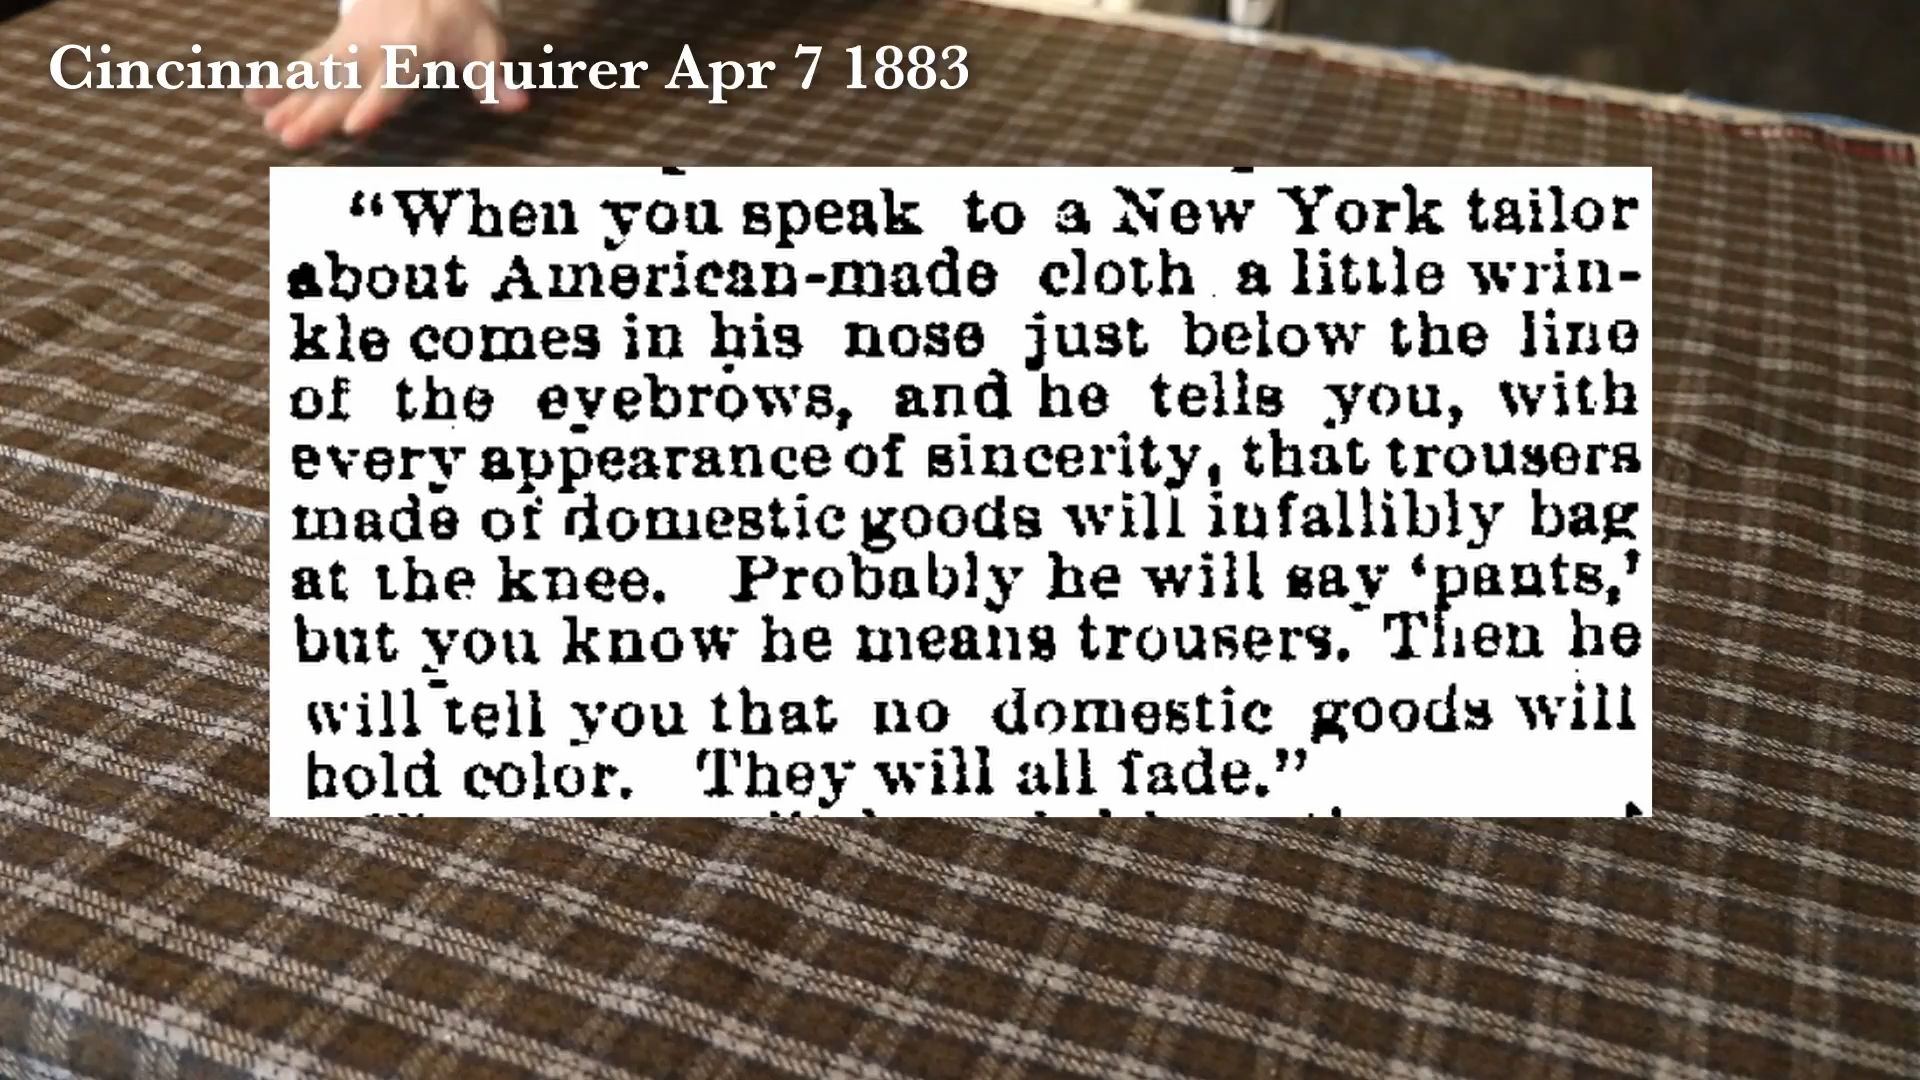 Cincinnati Enquirer Apr 7 1883
“When you speak to a New York tailor
about American-made cloth a little wrin-
kle comes in his nose just below the line
of the eyebrows, and he tells you, with
every appearance of sincerity, that trousers
made of domestic goods will infallibly bag
at the knee. Probably he will say ‘pants,’
but you know he means trousers. Then he
will tell you that no domestic goods will
hold color. They will all fade.”